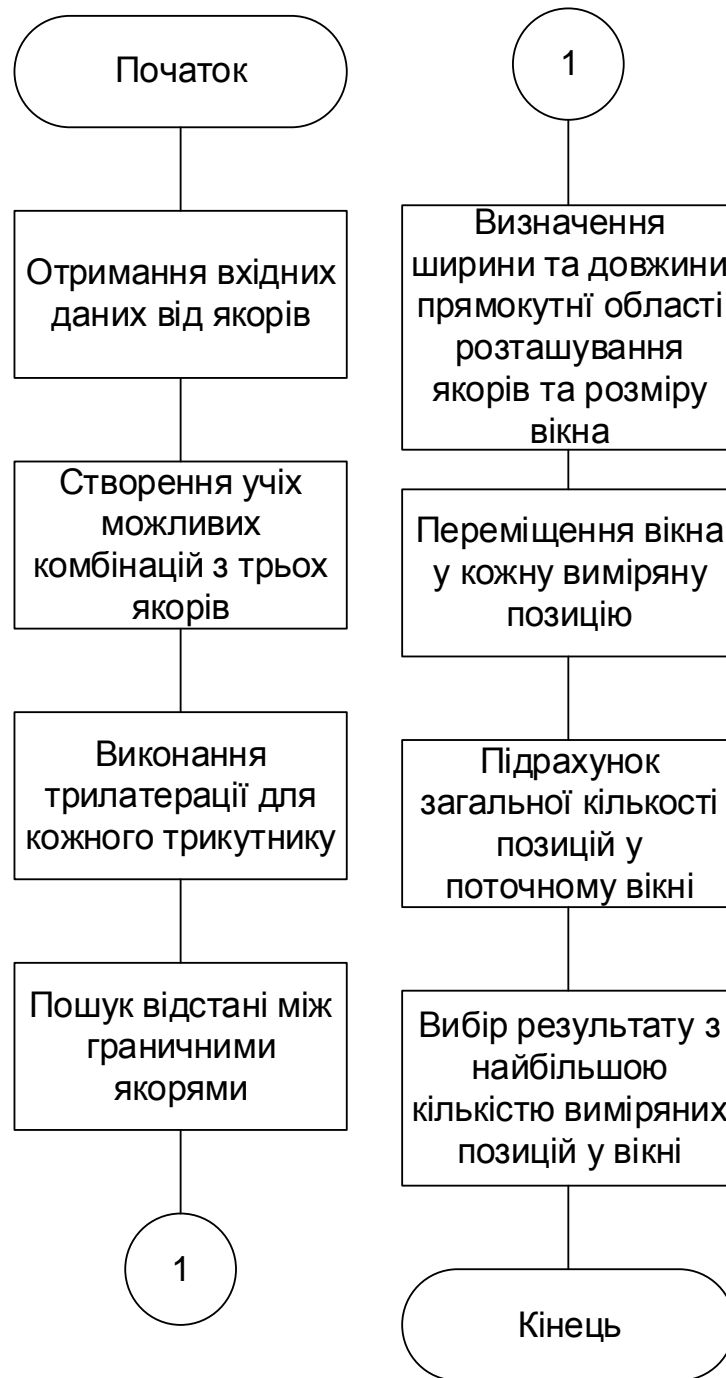 Початок
Отримання вхідних
даних від якорів
Створення учіх
можливих
комбінацій з трьох
якорів
Виконання
трилатерації для
кожного трикутнику
Пошук відстані між
граничними
якорями
1
1
Визначення
ширини та довжини
прямокутнї області
розташування
якорів та розміру
вікна
Переміщення вікна
у кожну виміряну
позицію
Підрахунок
загальної кількості
позицій у
поточному вікні
Вибір результату з
найбільшою
кількістю виміряних
позицій у вікні
Кінець